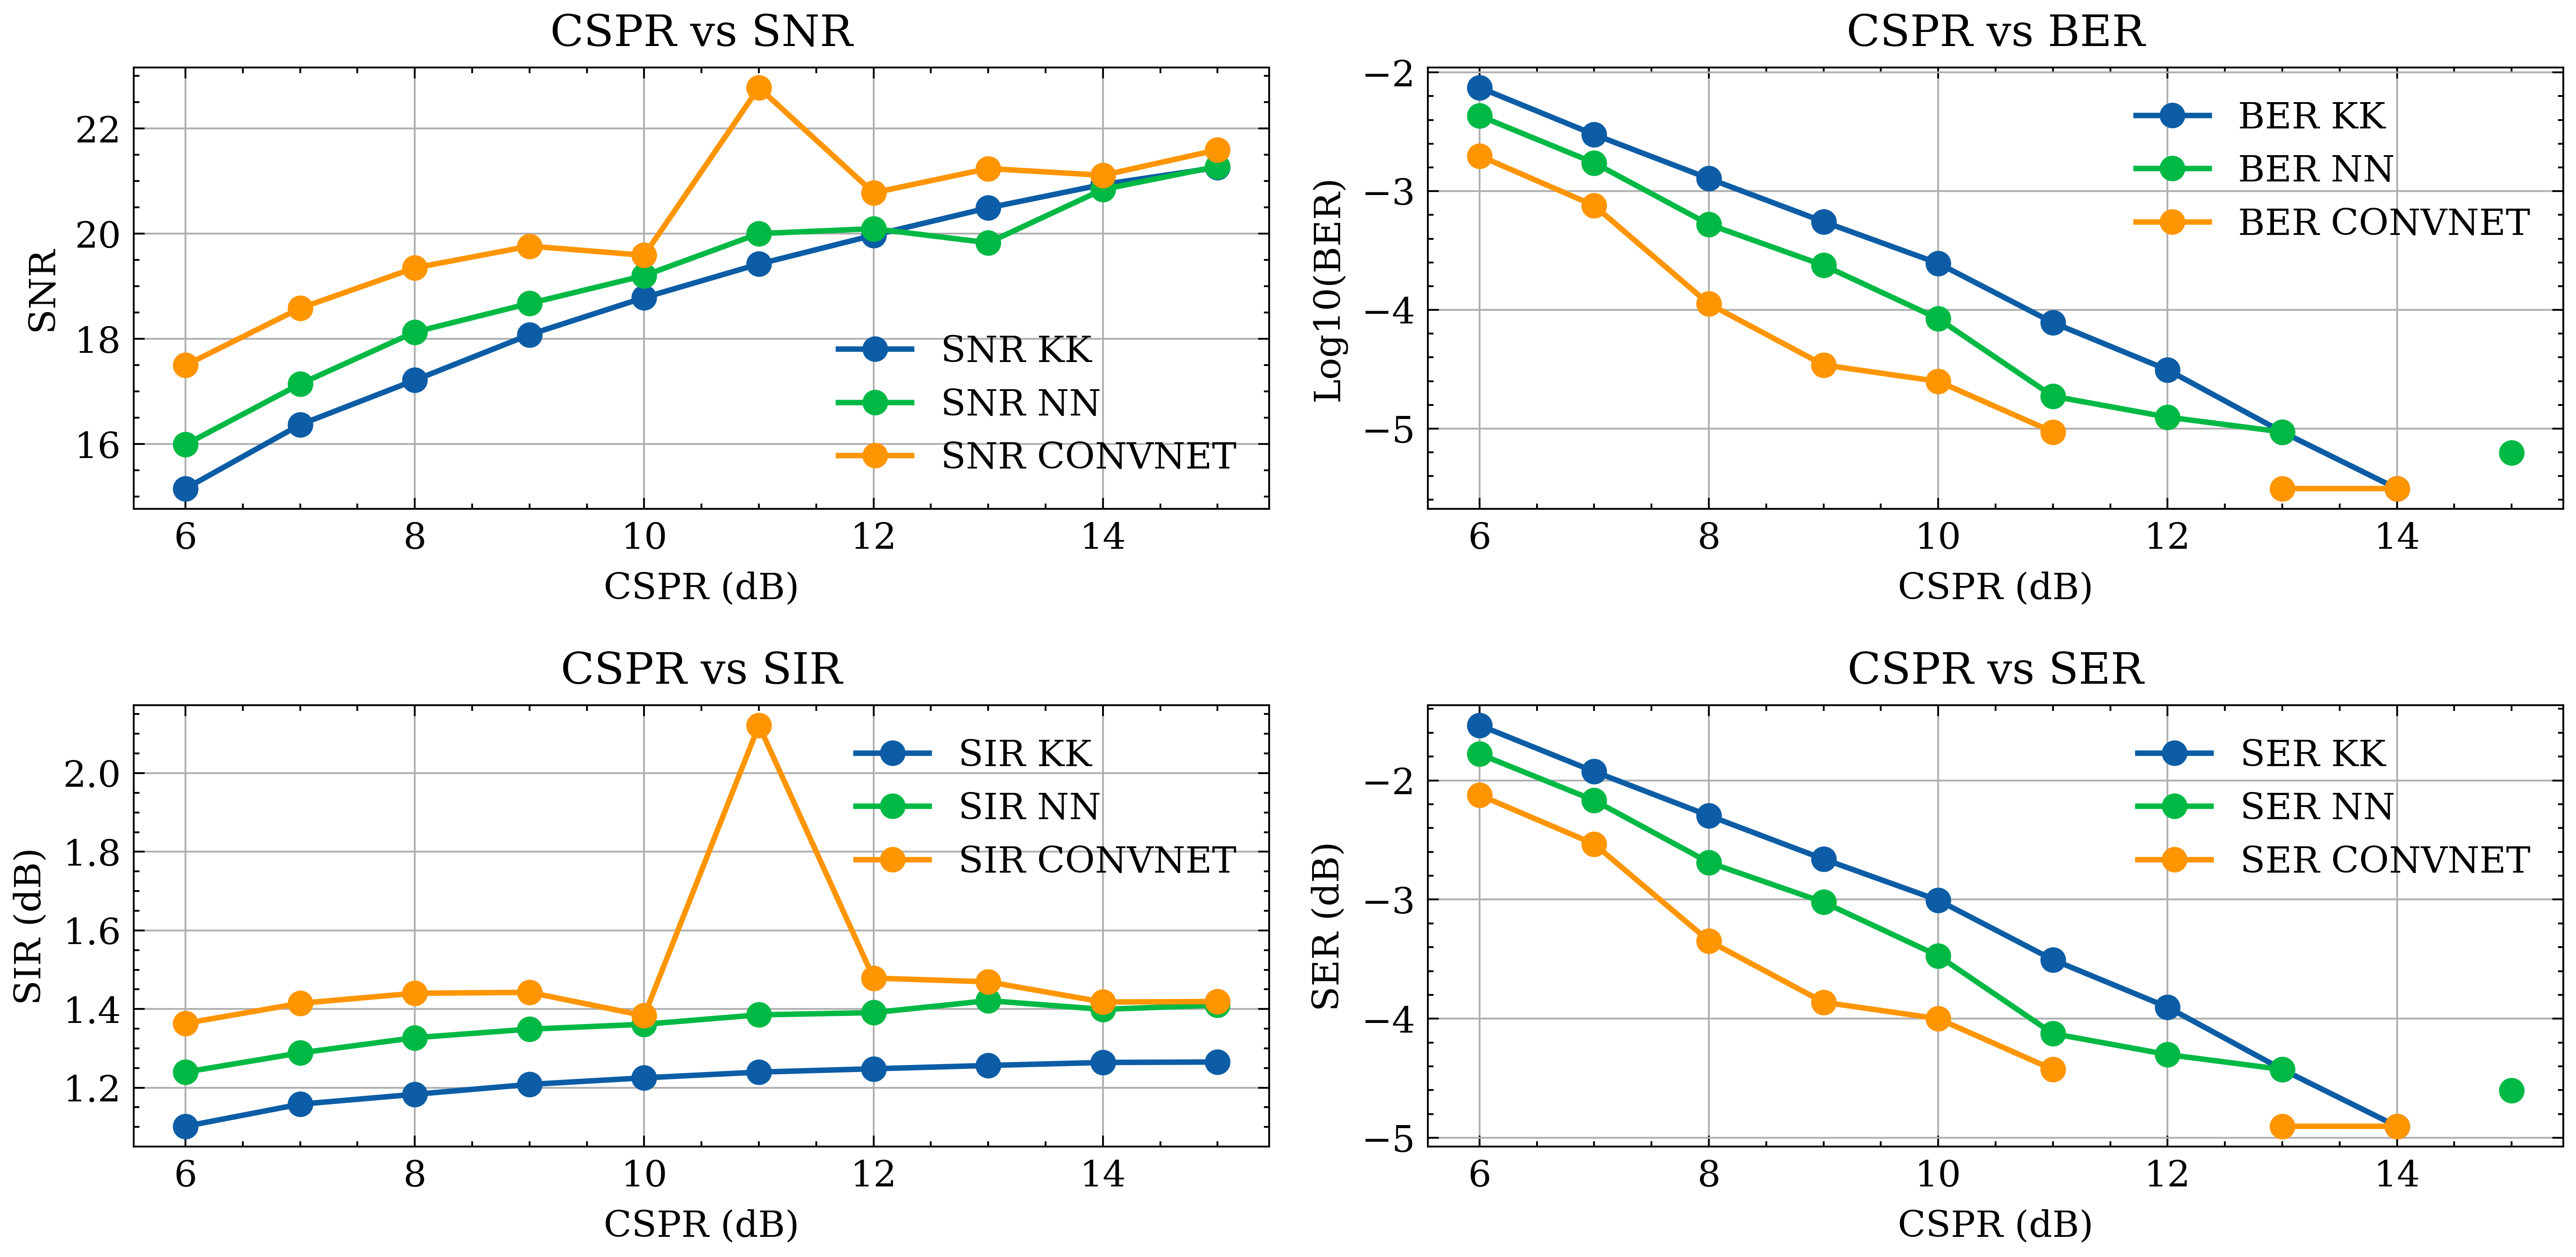 CSPR vs SNR
SNR
22
20
18
16
SNR KK
SNR NN
SNR CONVNET
6 8 10 12 14
CSPR (dB)
CSPR vs BER
Log10(BER)
−2
−3
−4
−5
BER KK
BER NN
BER CONVNET
6 8 10 12 14
CSPR (dB)
CSPR vs SIR
SIR (dB)
2.0
1.8
1.6
1.4
1.2
SIR KK
SIR NN
SIR CONVNET
6 8 10 12 14
CSPR (dB)
CSPR vs SER
SER (dB)
−2
−3
−4
−5
SER KK
SER NN
SER CONVNET
6 8 10 12 14
CSPR (dB)